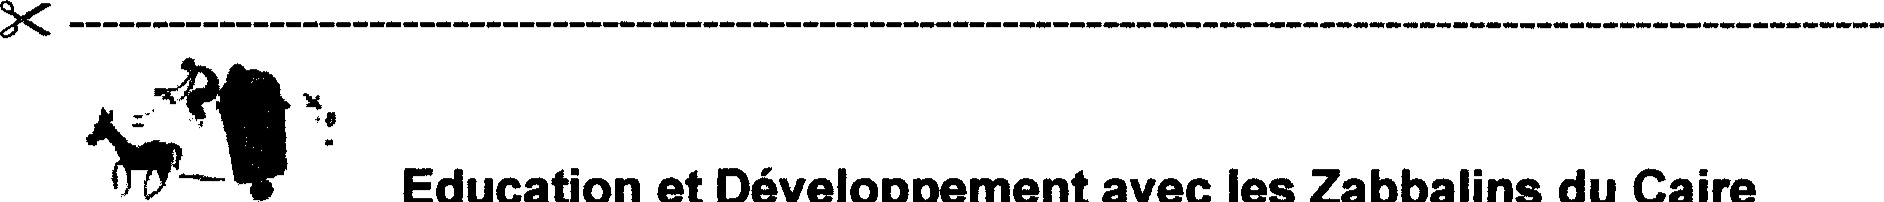 Education et Développement avec les Zabbalins du Caire